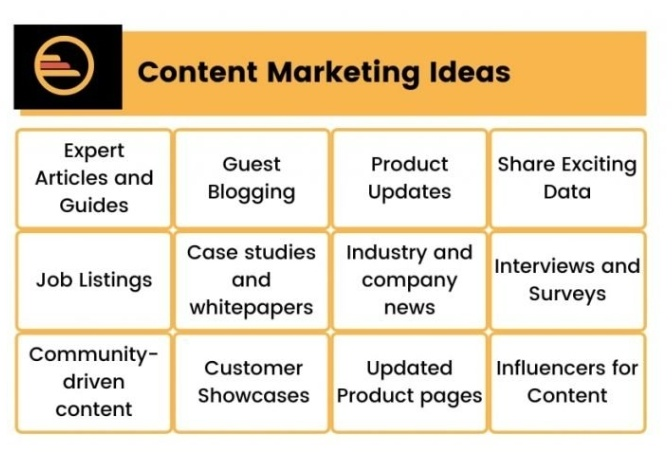 Content Marketing Ideas
Expert
Articles and
Guides
Guest
Blogging
Product
Updates
Share Exciting
Data
Job Listings
Case studies
and
whitepapers
Industry and
company
news
Interviews and
Surveys
Community-
driven
content
Customer
Showcases
Updated
Product pages
Influencers for
Content